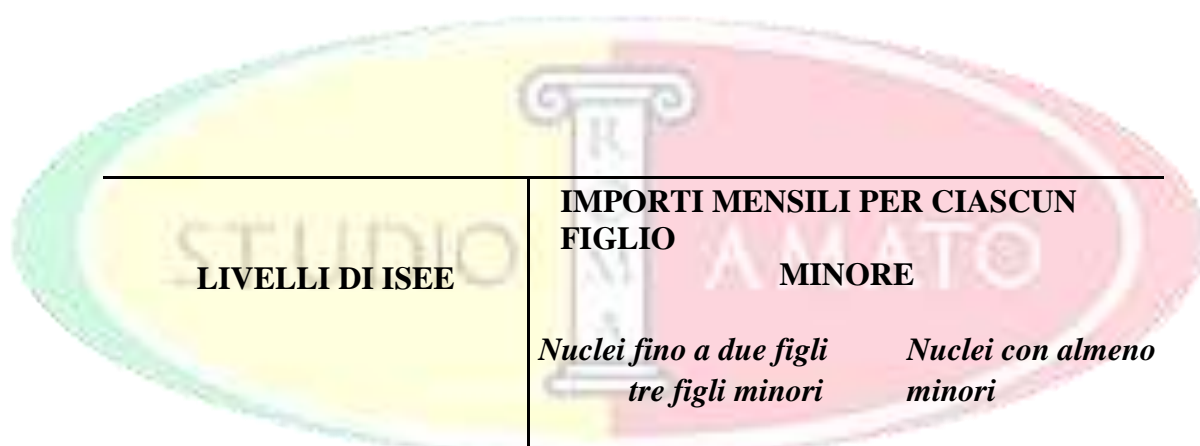 IMPORTI MENSILI PER CIASCUN
FIGLIO
MINORE
LIVELLI DI ISEE
Nuclei fino a due figli Nuclei con almeno
tre figli minori minori
STUDIO AMATO
ROMA